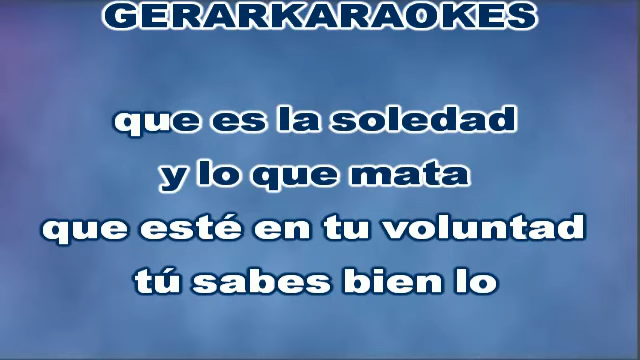 GERARKARAOKES
que es la soledad
y lo que mata
que esté en tu voluntad
tú sabes bien lo